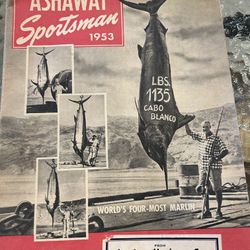 ASHAWAY
Sportsman
1953
LBS.
1135
CABO
BLANCO
WORLD'S FOUR-MOST MARLIN
FROM